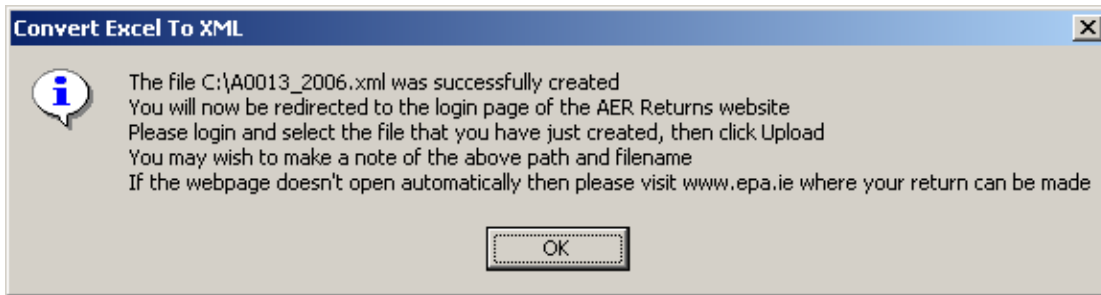 Convert Excel To XML
The file C:\A0013_2006.xml was successfully created
You will now be redirected to the login page of the AER Returns website
Please login and select the file that you have just created, then click Upload
You may wish to make a note of the above path and filename
If the webpage doesn't open automatically then please visit www.epa.ie where your return can be made
OK